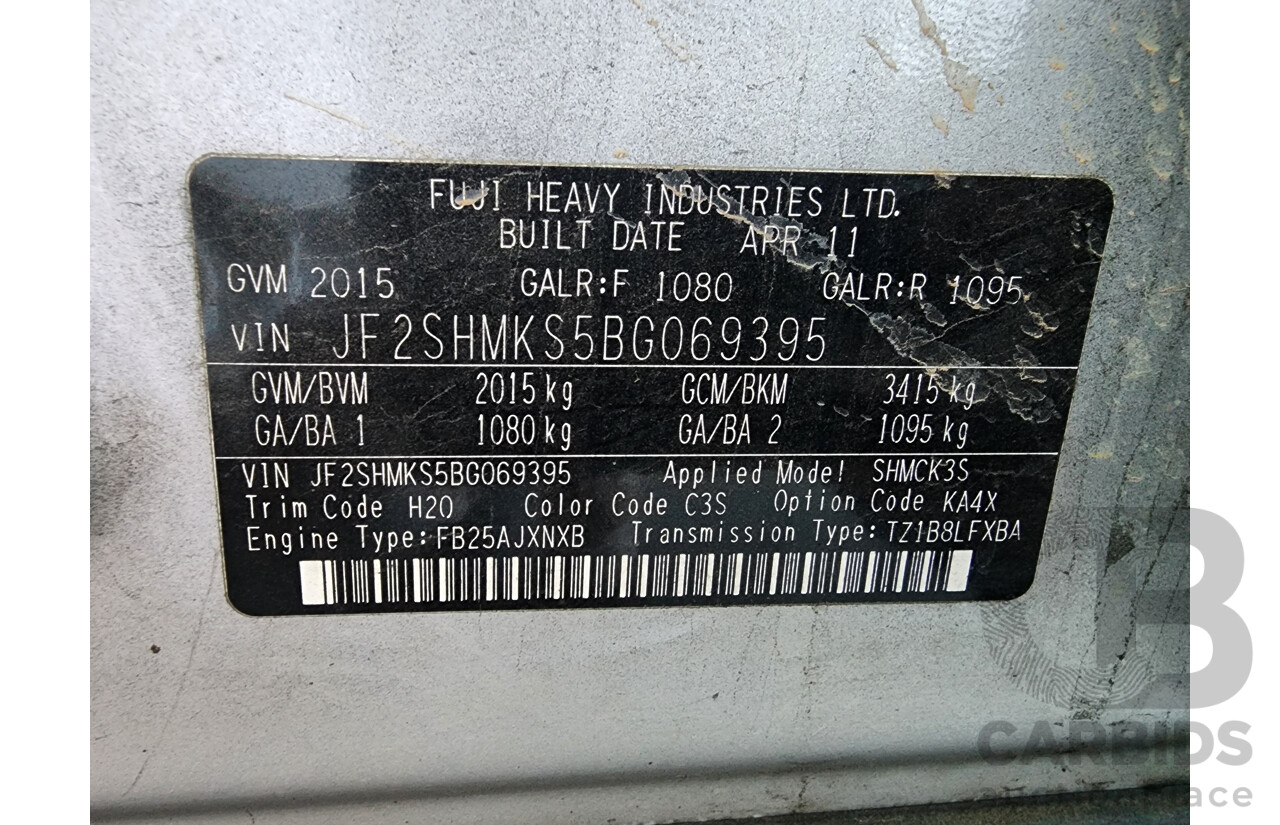 FUJI HEAVY INDUSTRIES LTD.
BUILT DATE APR 11
GVM 2015 GALR:F 1080 GALR:R 1095
VIN JF2SHMKS5BG069395
GVM/BVM 2015 kg GCM/BKM 3415 kg
GA/BA 1 1080 kg GA/BA 2 1095 kg
VIN JF2SHMKS5BG069395 Applied Model SHMCK3S
Trim Code H20 Color Code C3S Option Code KA4X
Engine Type:FB25AJXNXB Transmission Type:TZ1B8LFXBA
CARBIDS